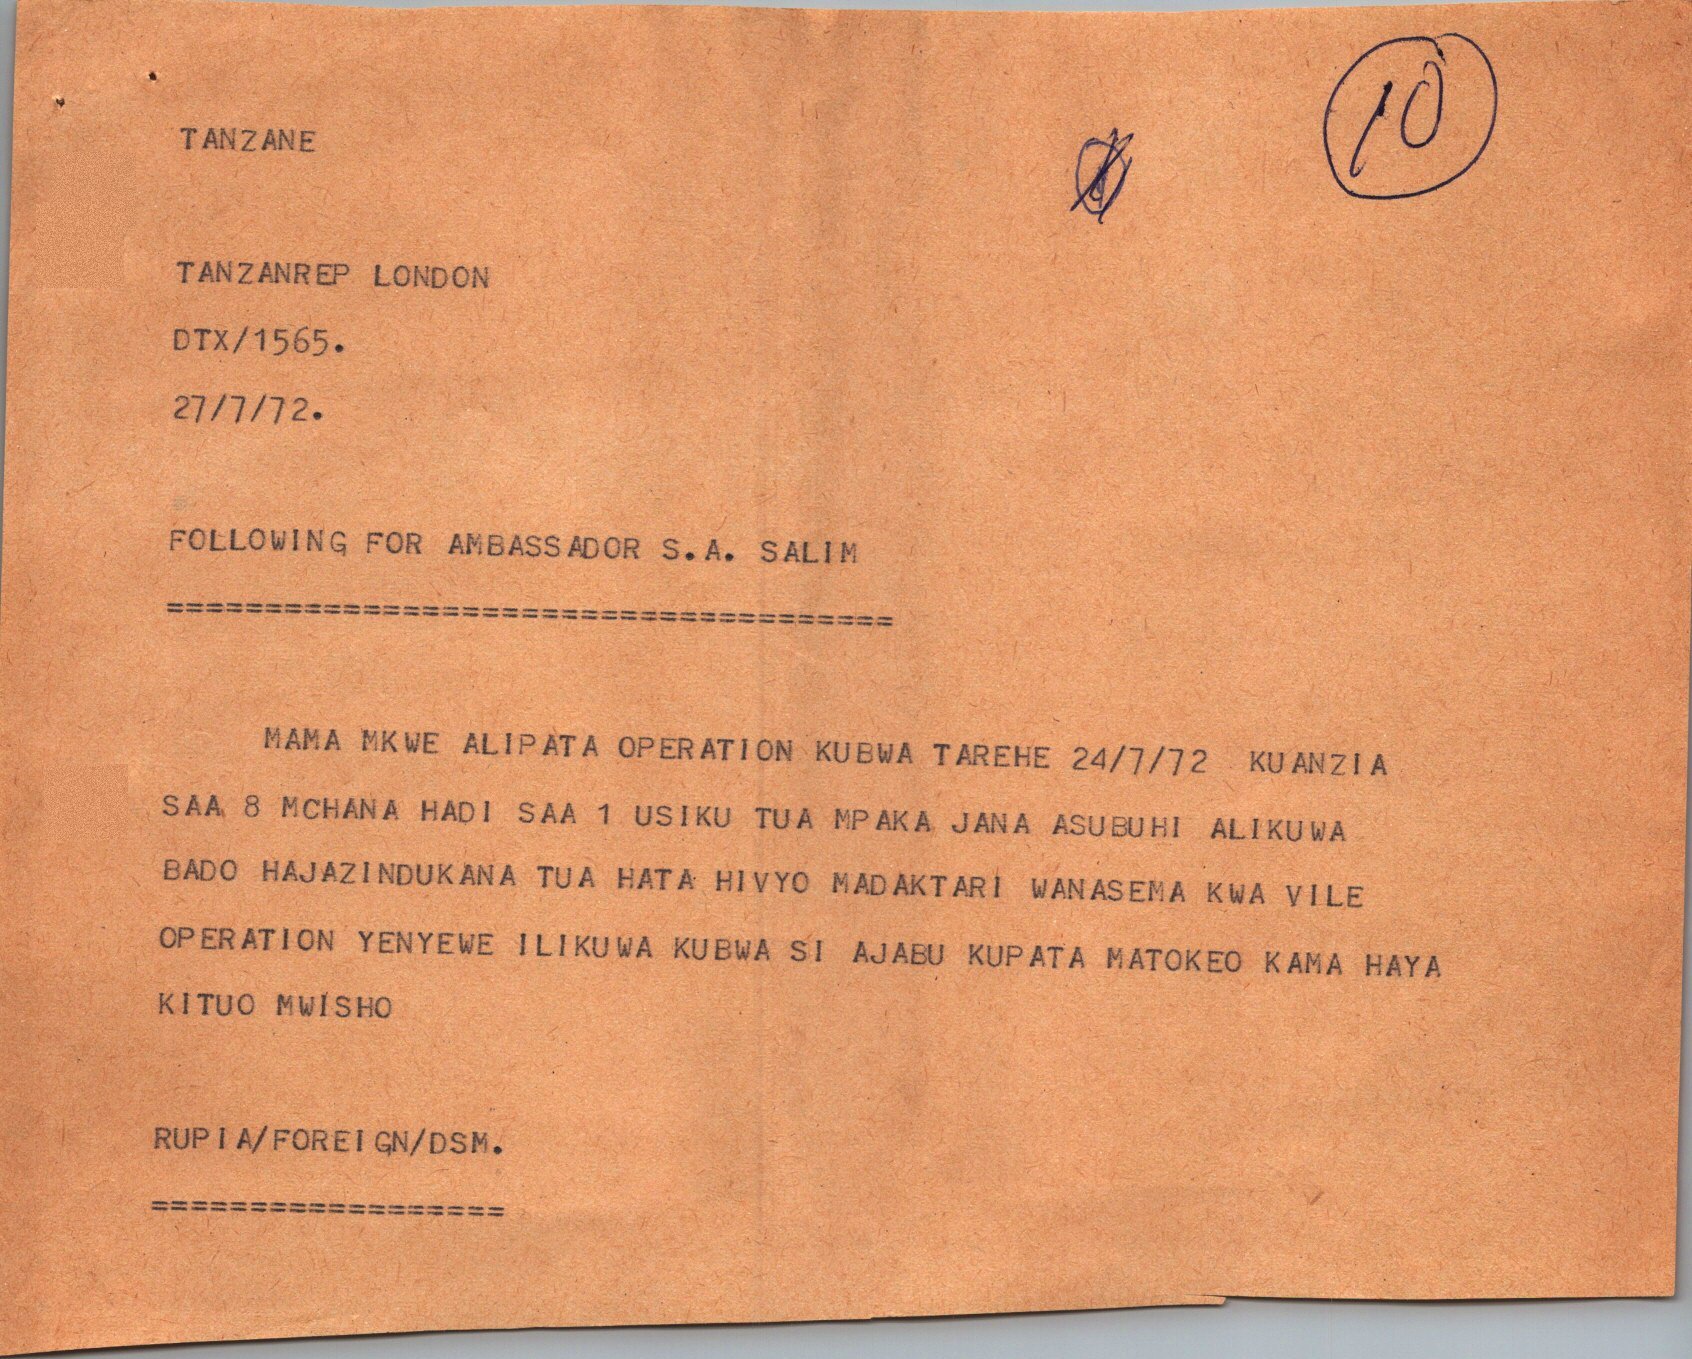 10
TANZANE
TANZANREP LONDON
DTX/1565.
27/7/72.
FOLLOWING FOR AMBASSADOR S.A. SALIM
=====================================
MAMA MKWE ALIPATA OPERATION KUBWA TAREHE 24/7/72 KUANZIA
SAA 8 MCHANA HADI SAA 1 USIKU TUA MPAKA JANA ASUBUHI ALIKUWA
BADO HAJAZINDUKANA TUA HATA HIVYO MADAKTARI WANASEMA KWA VILE
OPERATION YENYEWE ILIKUWA KUBWA SI AJABU KUPATA MATOKEO KAMA HAYA
KITUO MWISHO
RUPIA/FOREIGN/DSM.
==================